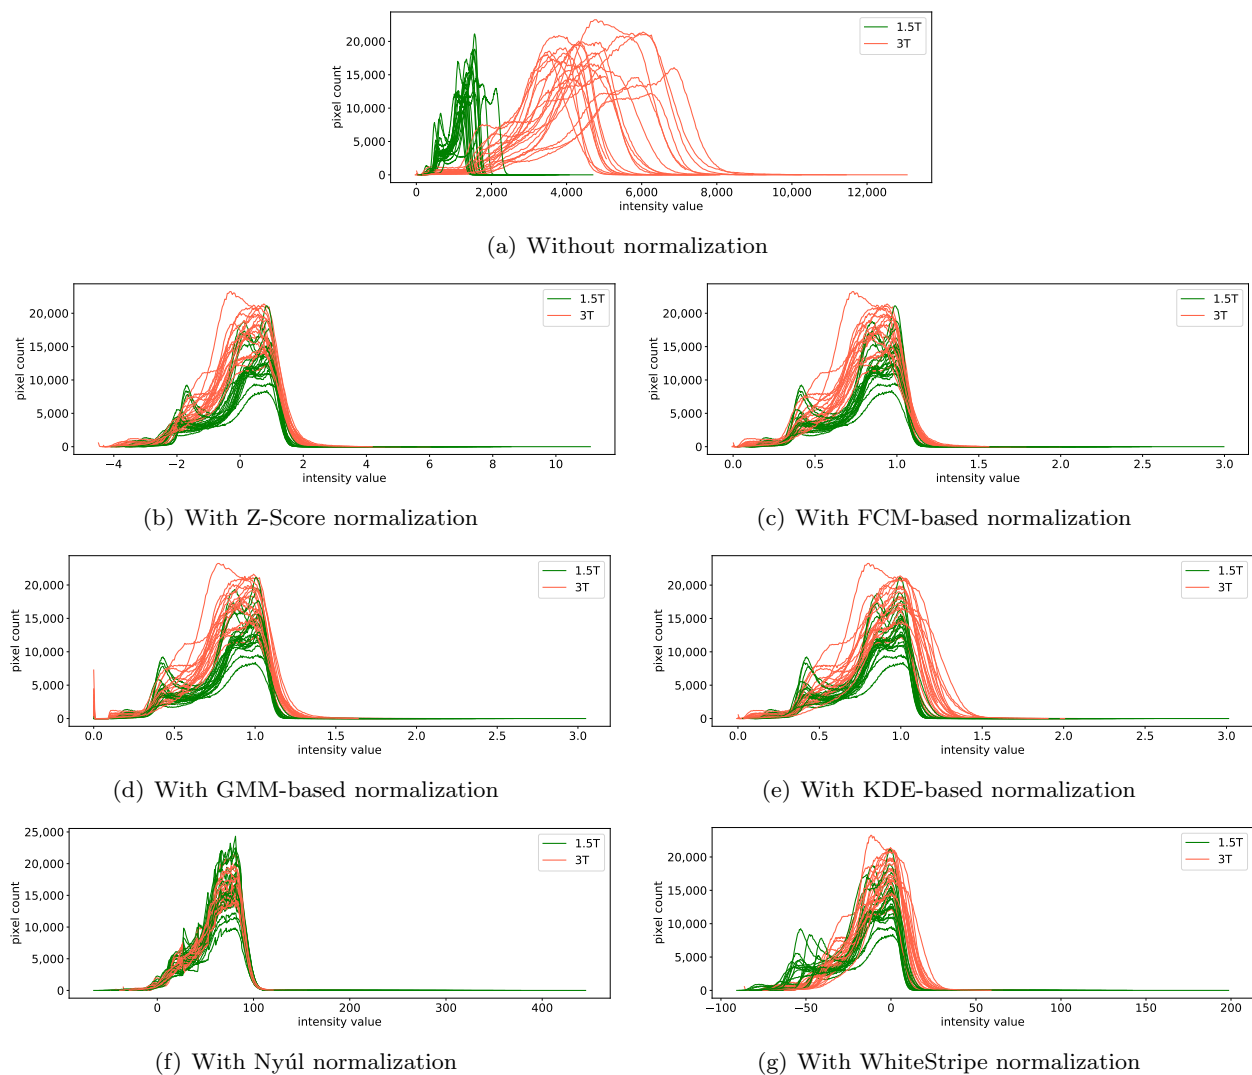 20,000
15,000
10,000
5,000
0
pixel count
1.5T
3T
0 2,000 4,000 6,000 8,000 10,000 12,000
intensity value
(a) Without normalization
20,000
15,000
10,000
5,000
0
pixel count
1.5T
3T
−4 −2 0 2 4 6 8 10
intensity value
(b) With Z-Score normalization
20,000
15,000
10,000
5,000
0
pixel count
1.5T
3T
0.0 0.5 1.0 1.5 2.0 2.5 3.0
intensity value
(c) With FCM-based normalization
20,000
15,000
10,000
5,000
0
pixel count
1.5T
3T
0.0 0.5 1.0 1.5 2.0 2.5 3.0
intensity value
(d) With GMM-based normalization
20,000
15,000
10,000
5,000
0
pixel count
1.5T
3T
0.0 0.5 1.0 1.5 2.0 2.5 3.0
intensity value
(e) With KDE-based normalization
25,000
20,000
15,000
10,000
5,000
0
pixel count
1.5T
3T
0 100 200 300 400
intensity value
(f) With Nyúl normalization
20,000
15,000
10,000
5,000
0
pixel count
1.5T
3T
−100 −50 0 50 100 150 200
intensity value
(g) With WhiteStripe normalization